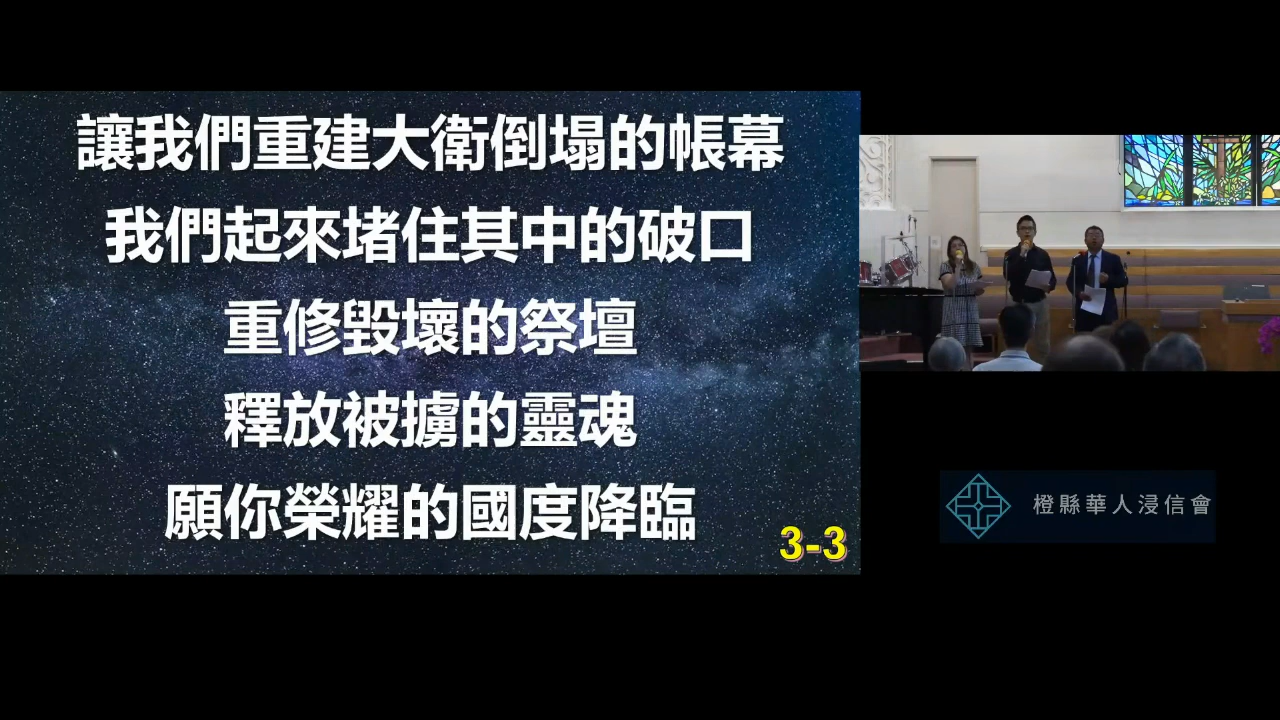 讓我們重建大衛倒塌的帳幕
我們起來堵住其中的破口
重修毀壞的祭壇
釋放被擄的靈魂
願你榮耀的國度降臨
3-3
橙縣華人浸信會